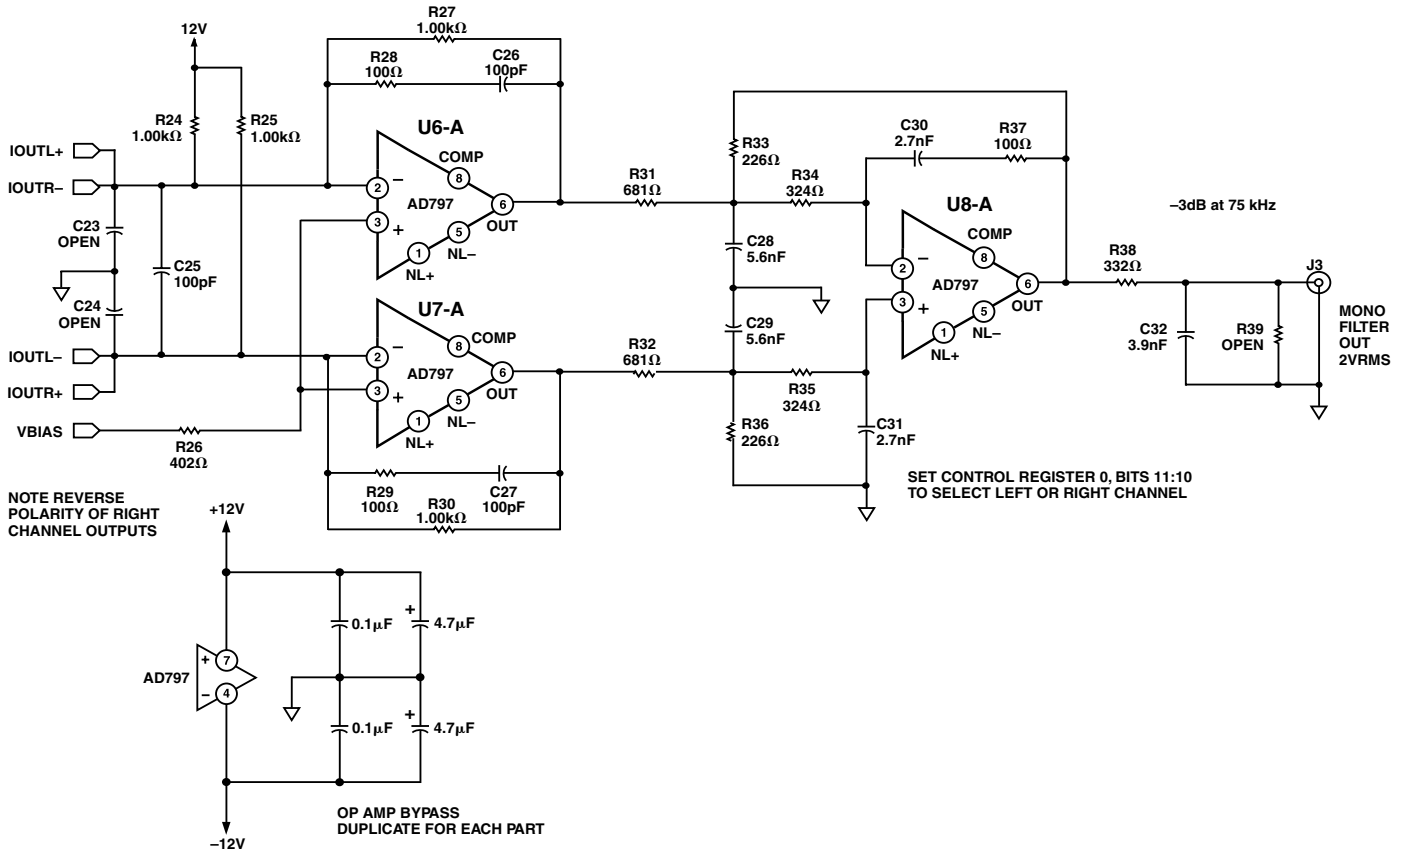 R27
1.00kΩ
12V
R28
100Ω
C26
100pF
R24
1.00kΩ
R25
1.00kΩ
U6-A
COMP
8
IOUTL+
IOUTR–
2
–
AD797
6
3
+
5
OUT
1
NL–
NL+
C23
OPEN
C25
100pF
C24
OPEN
U7-A
COMP
8
IOUTL–
2
–
AD797
6
3
+
5
OUT
1
NL–
NL+
IOUTR+
VBIAS
R26
402Ω
R29
100Ω
C27
100pF
R30
1.00kΩ
R31
681Ω
R33
226Ω
R34
324Ω
C30
2.7nF
R37
100Ω
C28
5.6nF
C29
5.6nF
R32
681Ω
R35
324Ω
R36
226Ω
C31
2.7nF
U8-A
COMP
8
2
–
AD797
6
3
+
5
OUT
1
NL–
NL+
–3dB at 75 kHz
R38
332Ω
J3
C32
3.9nF
R39
OPEN
MONO
FILTER
OUT
2VRMS
SET CONTROL REGISTER 0, BITS 11:10
TO SELECT LEFT OR RIGHT CHANNEL
NOTE REVERSE
POLARITY OF RIGHT
CHANNEL OUTPUTS
+12V
+
0.1µF
4.7µF
AD797
+
7
–
4
+
0.1µF
4.7µF
–12V
OP AMP BYPASS
DUPLICATE FOR EACH PART